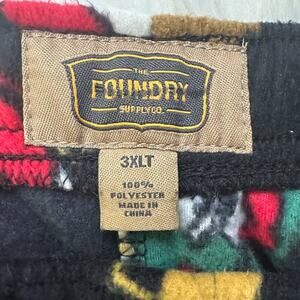 THE
FOUNDRY
SUPPLY CO.
3XLT
100%
POLYESTER
MADE IN
CHINA